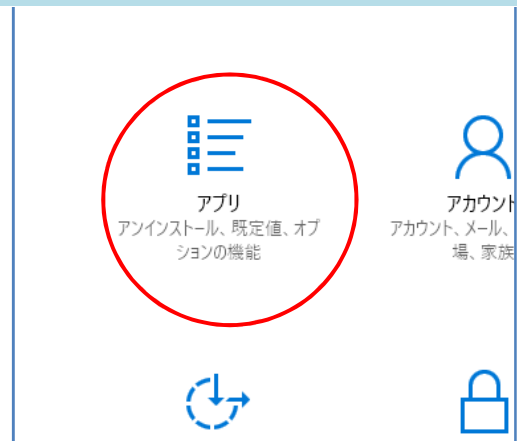 アプリ
アンインストール、既定値、オプ
ションの機能
アカウント
アカウント、メール、
場、家族